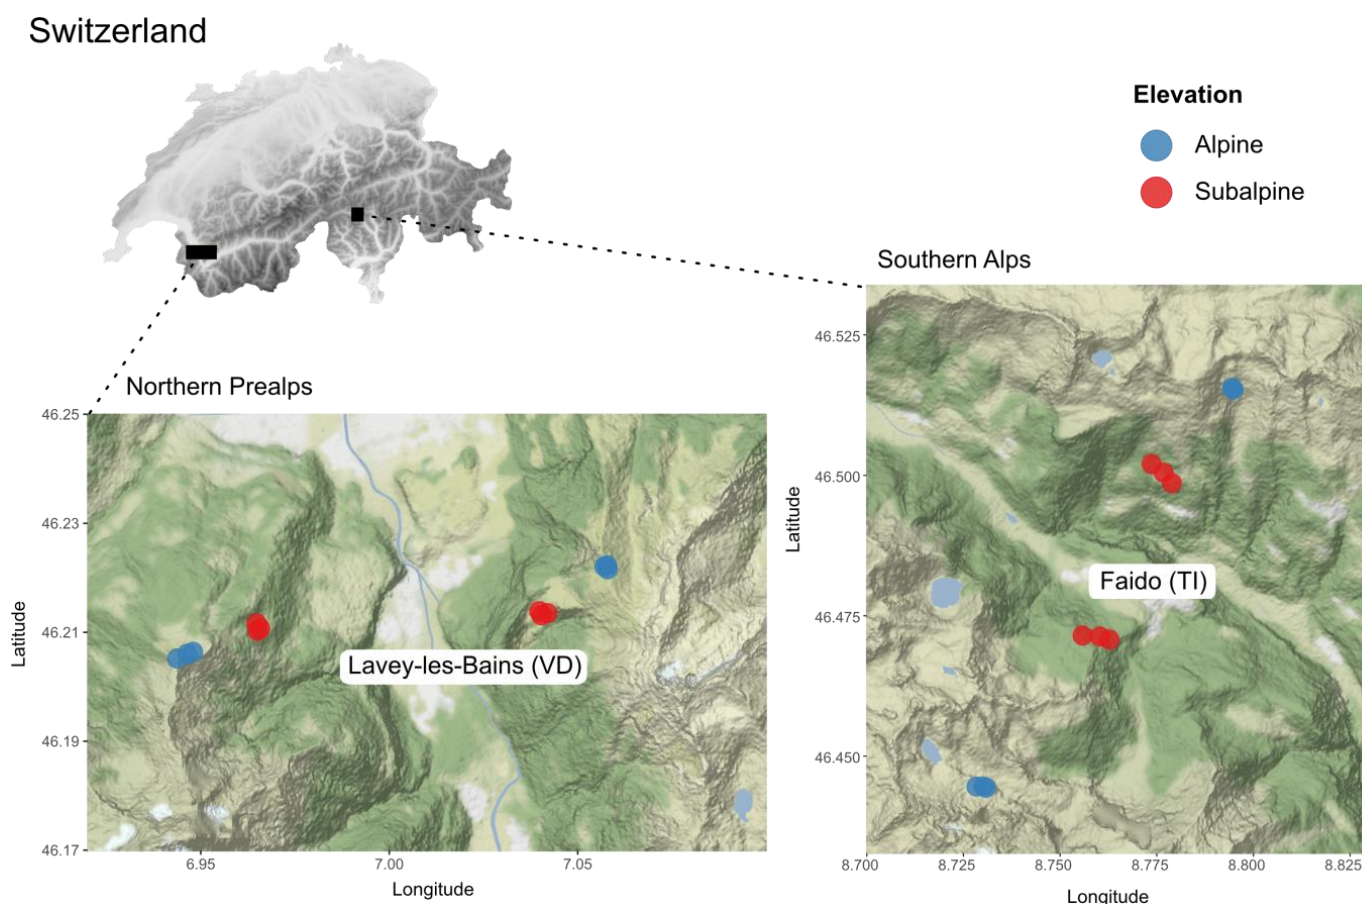 Switzerland
Elevation
Alpine
Subalpine
Southern Alps
46.525
46.500
46.475
46.450
Latitude
Faido (TI)
8.700
8.725
8.750
8.775
8.800
8.825
Longitude
Northern Prealps
46.25
46.23
46.21
46.19
46.17
Latitude
Lavey-les-Bains (VD)
6.95
7.00
7.05
Longitude